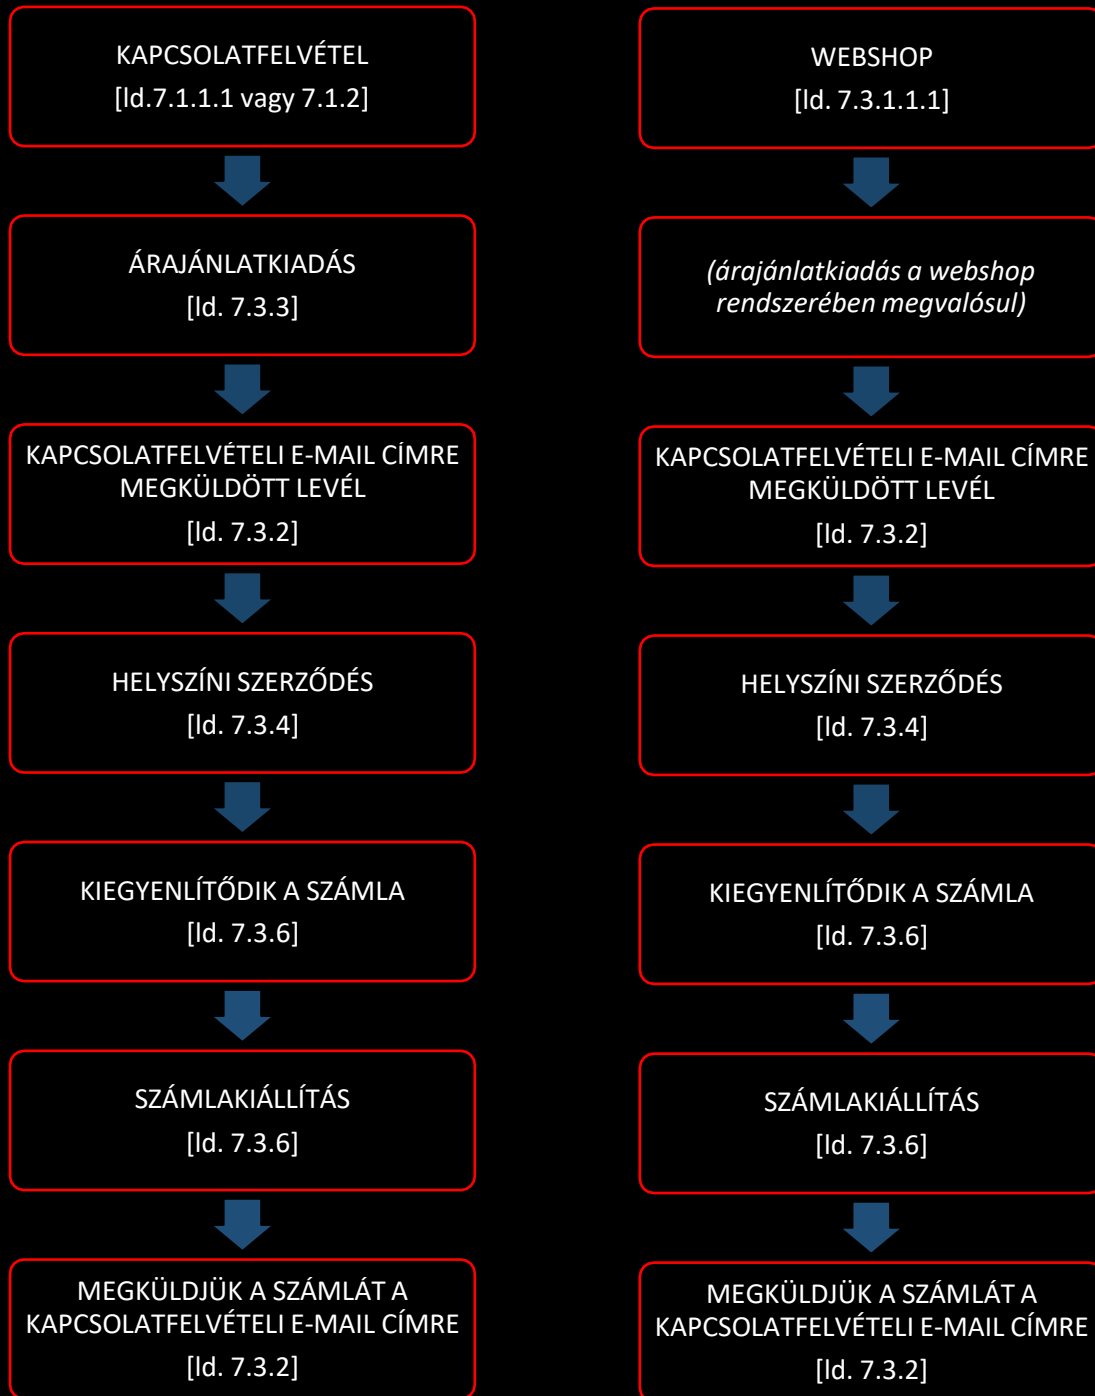 KAPCSOLATFELVÉTEL
[ld.7.1.1.1 vagy 7.1.2]
ÁRAJÁNLATKIADÁS
[ld. 7.3.3]
KAPCSOLATFELVÉTELI E-MAIL CÍMRE
MEGKÜLDÖTT LEVÉL
[ld. 7.3.2]
HELYSZÍNI SZERZŐDÉS
[ld. 7.3.4]
KIEGYENLÍTŐDIK A SZÁMLA
[ld. 7.3.6]
SZÁMLAKIÁLLÍTÁS
[ld. 7.3.6]
MEGKÜLDJÜK A SZÁMLÁT A
KAPCSOLATFELVÉTELI E-MAIL CÍMRE
[ld. 7.3.2]
WEBSHOP
[ld. 7.3.1.1.1]
(árajánlatkiadás a webshop
rendszerében megvalósul)
KAPCSOLATFELVÉTELI E-MAIL CÍMRE
MEGKÜLDÖTT LEVÉL
[ld. 7.3.2]
HELYSZÍNI SZERZŐDÉS
[ld. 7.3.4]
KIEGYENLÍTŐDIK A SZÁMLA
[ld. 7.3.6]
SZÁMLAKIÁLLÍTÁS
[ld. 7.3.6]
MEGKÜLDJÜK A SZÁMLÁT A
KAPCSOLATFELVÉTELI E-MAIL CÍMRE
[ld. 7.3.2]